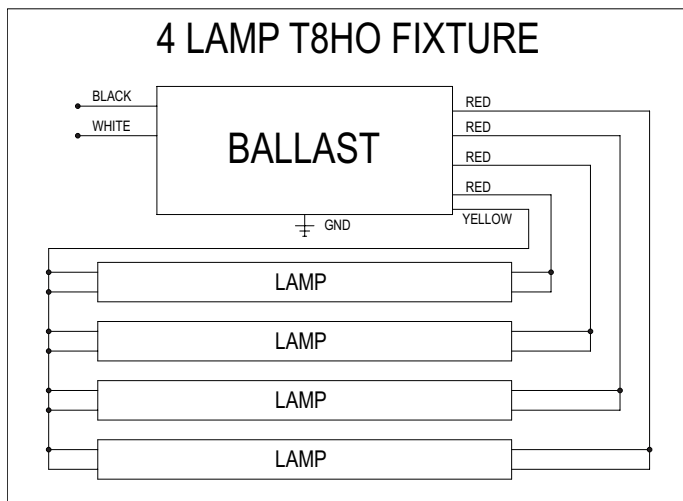 4 LAMP T8HO FIXTURE
BLACK
WHITE
BALLAST
RED
RED
RED
RED
YELLOW
GND
LAMP
LAMP
LAMP
LAMP